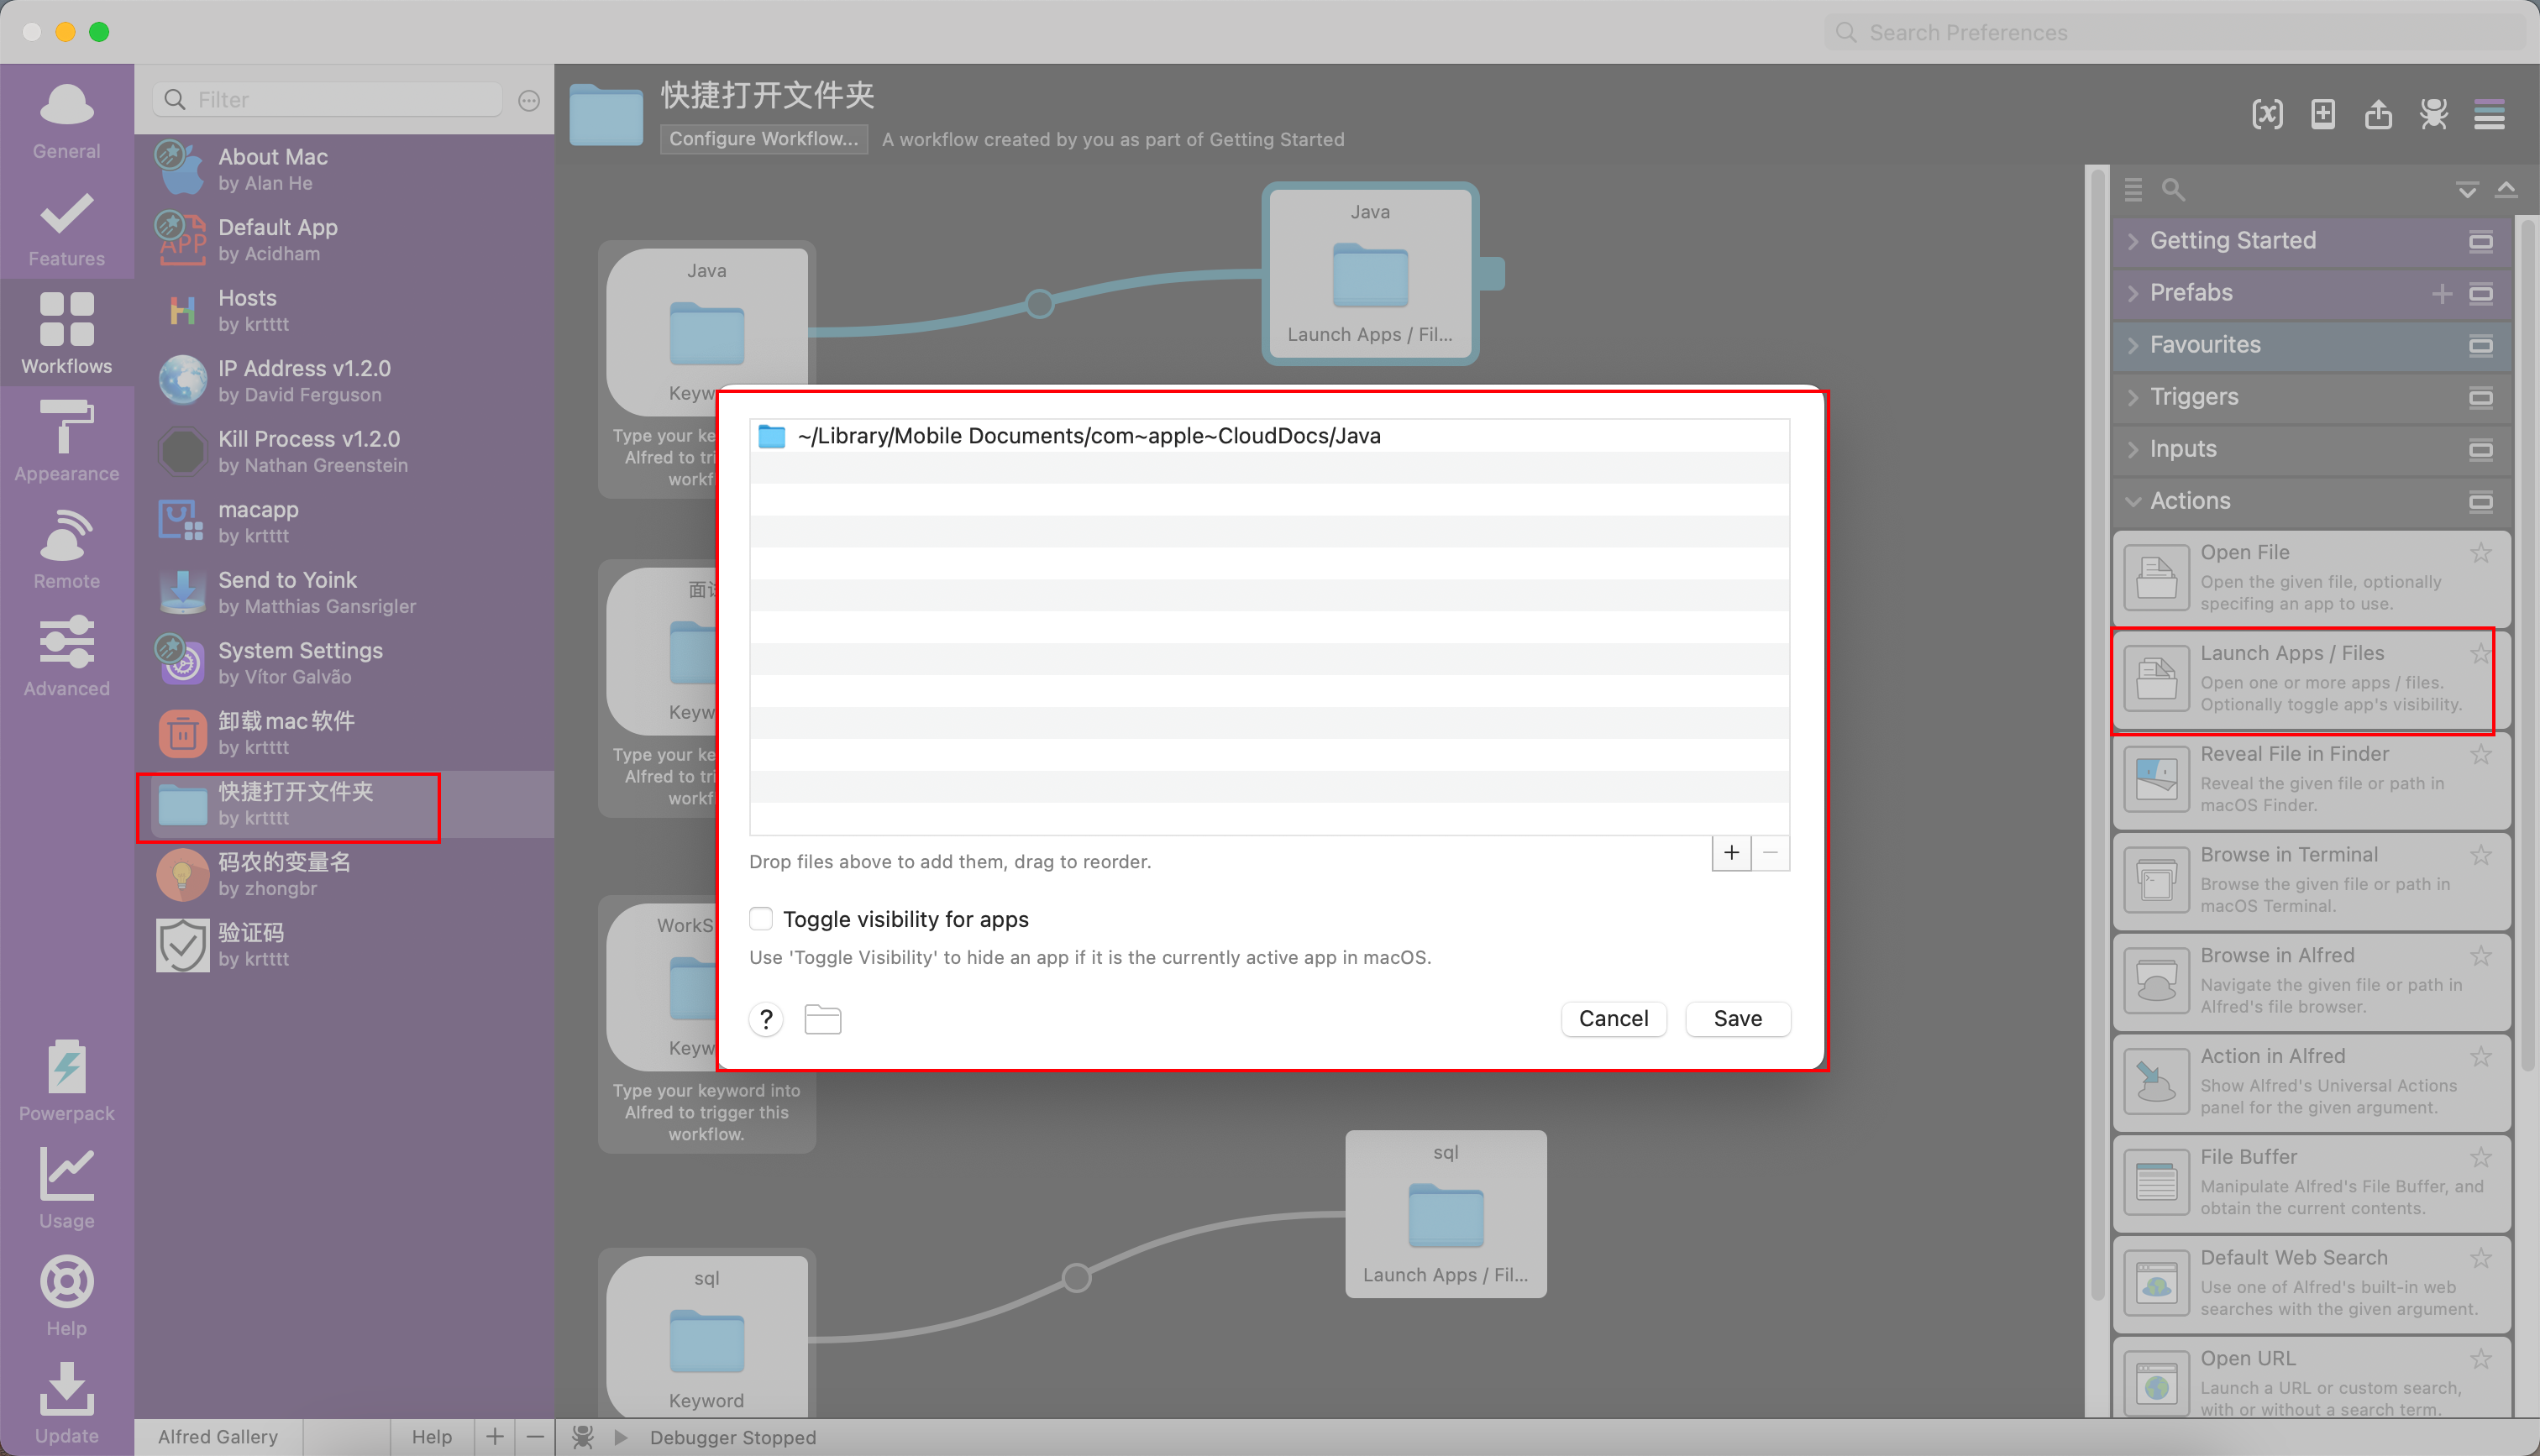 Search Preferences
General
Features
Workflows
Appearance
Remote
Advanced
Powerpack
Usage
Help
Update
Filter
About Mac
by Alan He
APP
Default App
by Acidham
Hosts
by krtttt
IP Address v1.2.0
by David Ferguson
Kill Process v1.2.0
by Nathan Greenstein
macapp
by krtttt
Send to Yoink
by Matthias Gansrigler
System Settings
by Vítor Galvão
卸载mac软件
by krtttt
快捷打开文件夹
by krtttt
码农的变量名
by zhongbr
验证码
by krtttt
Alfred Gallery
Help
快捷打开文件夹
Configure Workflow...
A workflow created by you as part of Getting Started
Java
Keyw
Type your ke
Alfred to tri
workf
Java
Launch Apps / Fil...
面
Keyw
Type your ke
Alfred to tri
workf
WorkS
Keyw
Type your keyword into
Alfred to trigger this
workflow.
sql
Keyword
sql
Launch Apps / Fil...
~/Library/Mobile Documents/com~apple~CloudDocs/Java
Drop files above to add them, drag to reorder.
Toggle visibility for apps
Use 'Toggle Visibility' to hide an app if it is the currently active app in macOS.
?
Cancel
Save
Debugger Stopped
Getting Started
Prefabs
Favourites
Triggers
Inputs
Actions
Open File
Open the given file, optionally
specifing an app to use.
Launch Apps / Files
Open one or more apps / files.
Optionally toggle app's visibility.
Reveal File in Finder
Reveal the given file or path in
macOS Finder.
Browse in Terminal
Browse the given file or path in
macOS Terminal.
Browse in Alfred
Navigate the given file or path in
Alfred's file browser.
Action in Alfred
Show Alfred's Universal Actions
panel for the given argument.
File Buffer
Manipulate Alfred's File Buffer, and
obtain the current contents.
Default Web Search
Use one of Alfred's built-in web
searches with the given argument.
Open URL
Launch a URL or custom search,
with or without a search term.